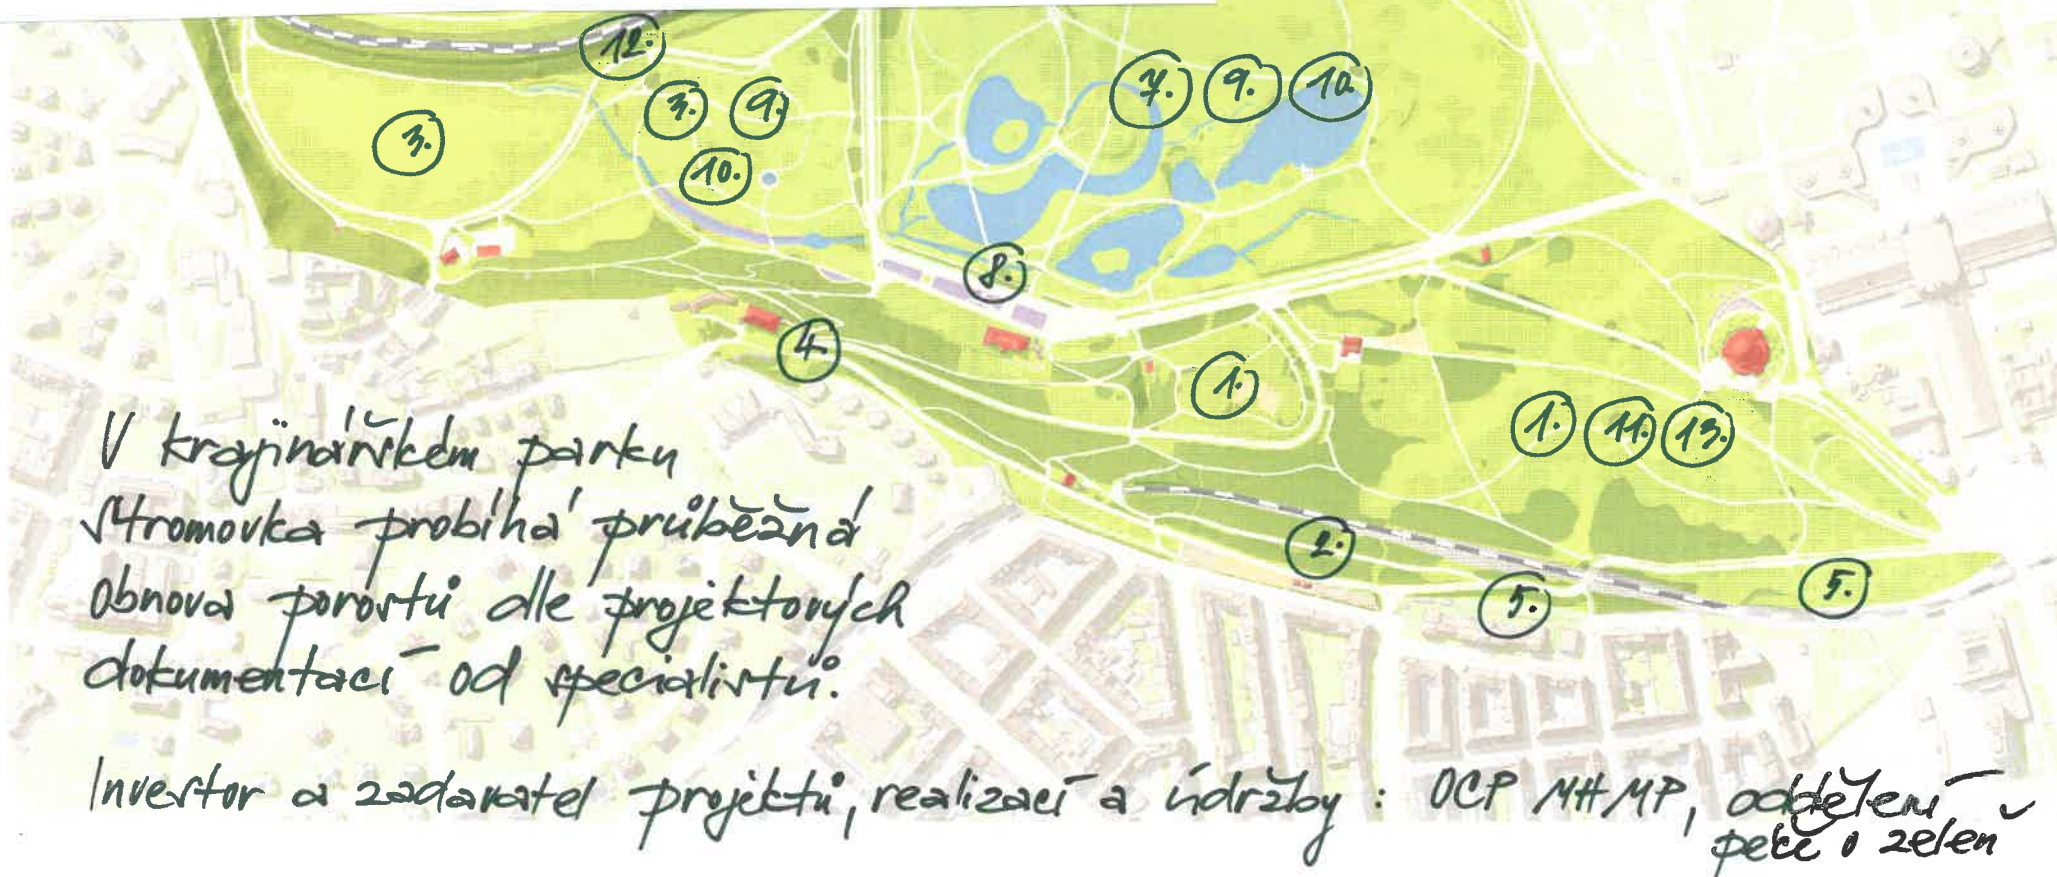 12.
3. 9.
7. 9. 10.
3.
10.
8.
4.
1.
1. 11. 13.
2.
5.
5.
V krajinářském parku
Stromovka probíhá průběžná
obnova porostů dle projektových
dokumentací od specialistů.
Investor a zadavatel projektů, realizací a údržby : OCP MHMP, oddělení
péče o zeleň